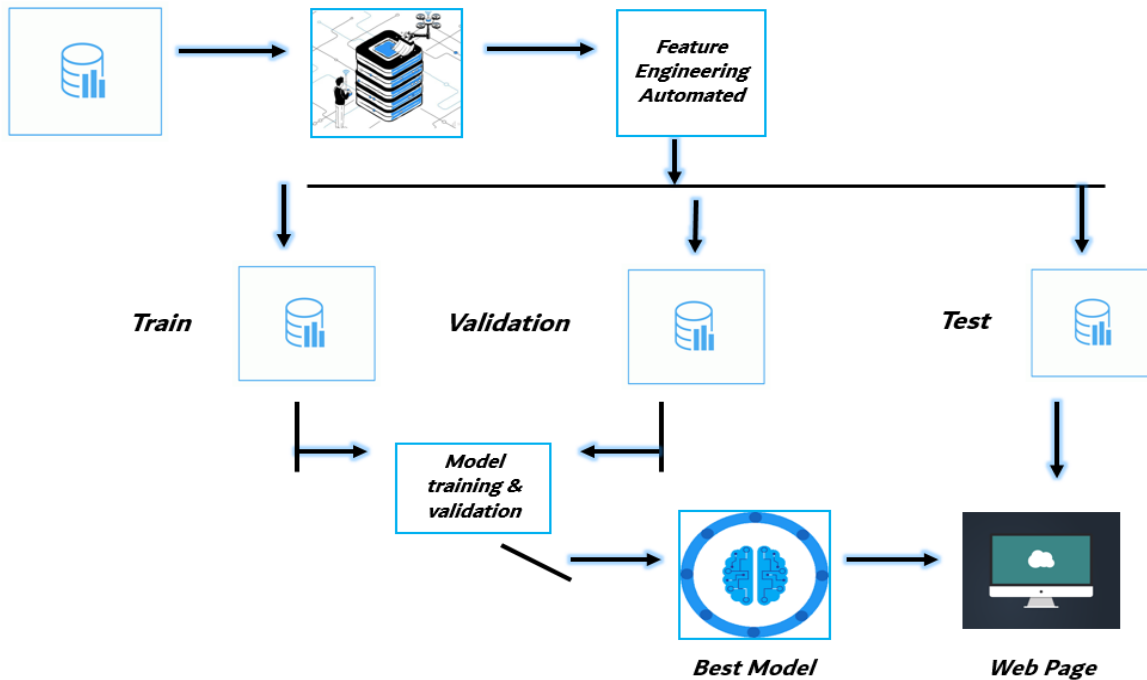 Feature
Engineering
Automated
Train
Validation
Test
Model
training &
validation
Best Model
Web Page